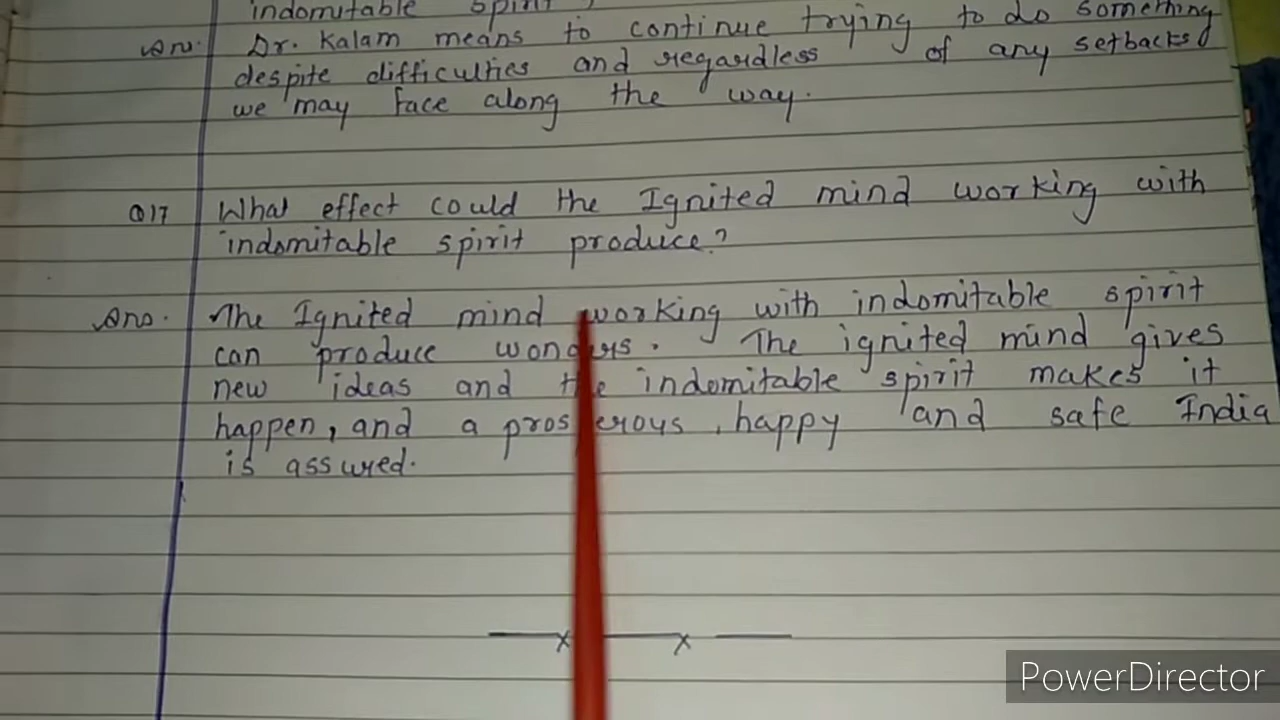 indomitable spirit
Ans. Dr. Kalam means to continue trying to do something
despite difficulties and regardless of any setbacks
we may face along the way.
Q17 What effect could the Ignited mind working with
indomitable spirit produce?
Ans. The Ignited mind working with indomitable spirit
can produce wonders. The ignited mind gives
new ideas and the indomitable spirit makes it
happen, and a prosperous, happy and safe India
is assured.
PowerDirector